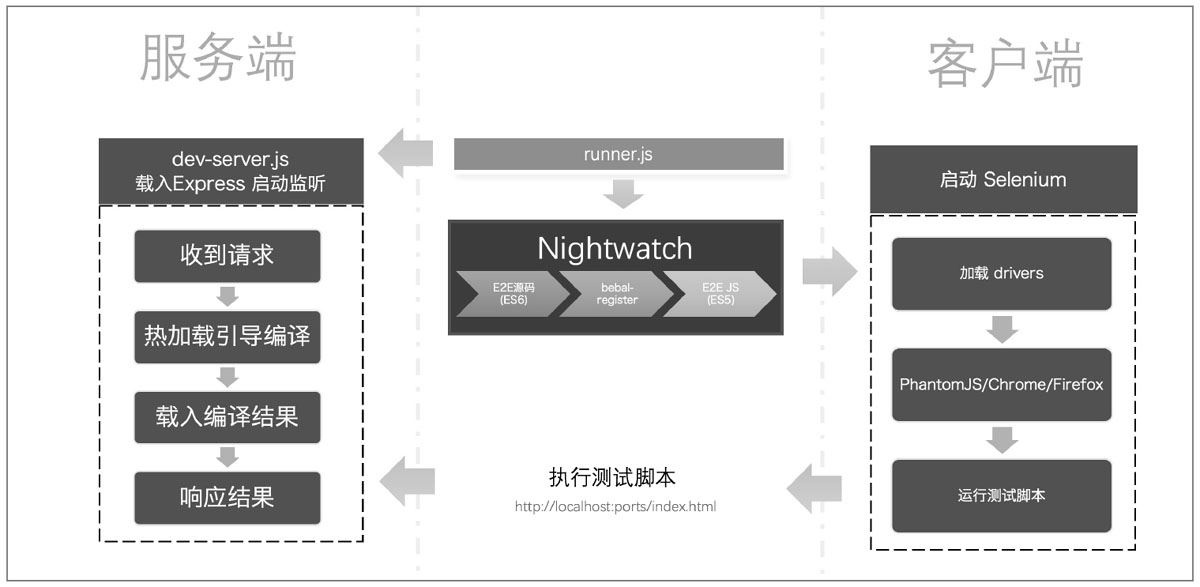 服务端
客户端
dev-server.js
载入Express 启动监听
收到请求
热加载引导编译
载入编译结果
响应结果
runner.js
Nightwatch
E2E源码
(ES6)
bebal-
register
E2E JS
(ES5)
执行测试脚本
http://localhost:ports/index.html
启动 Selenium
加载 drivers
PhantomJS/Chrome/Firefox
运行测试脚本